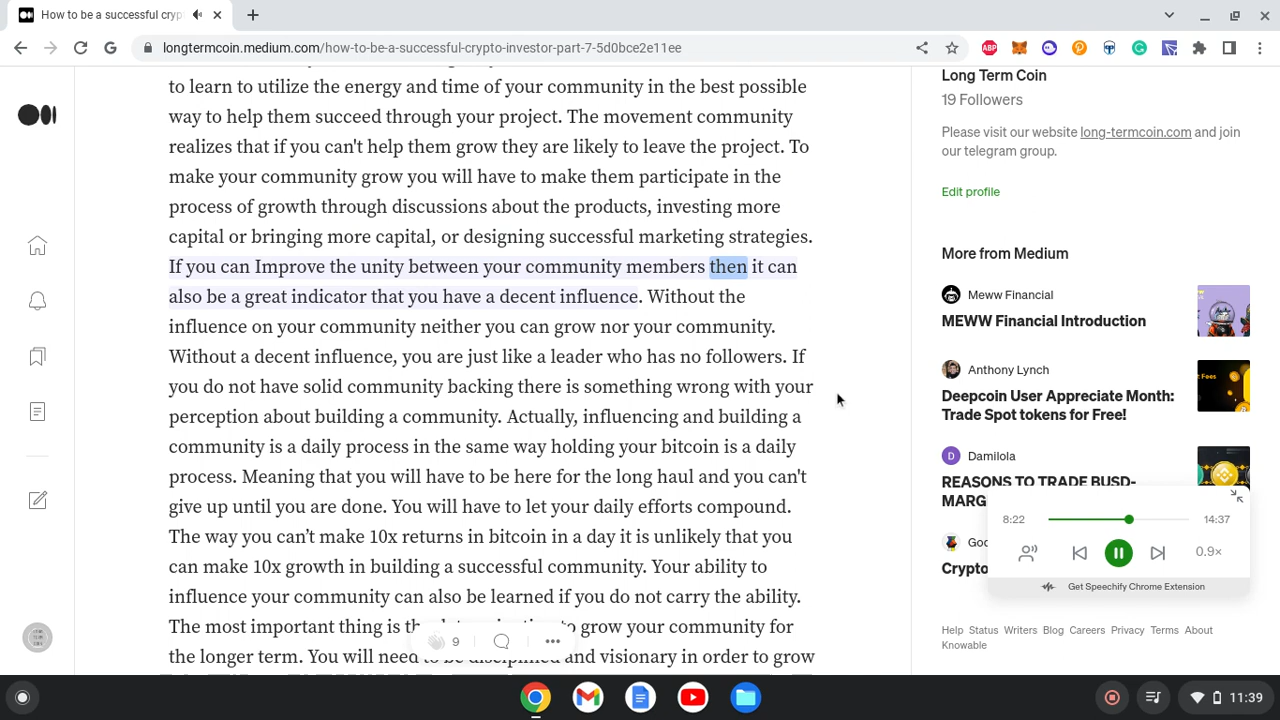 How to be a successful cryp
longtermcoin.medium.com/how-to-be-a-successful-crypto-investor-part-7-5d0bce2e11ee
ABP
to learn to utilize the energy and time of your community in the best possible
way to help them succeed through your project. The movement community
realizes that if you can't help them grow they are likely to leave the project. To
make your community grow you will have to make them participate in the
process of growth through discussions about the products, investing more
capital or bringing more capital, or designing successful marketing strategies.
If you can Improve the unity between your community members then it can
also be a great indicator that you have a decent influence. Without the
influence on your community neither you can grow nor your community.
Without a decent influence, you are just like a leader who has no followers. If
you do not have solid community backing there is something wrong with your
perception about building a community. Actually, influencing and building a
community is a daily process in the same way holding your bitcoin is a daily
process. Meaning that you will have to be here for the long haul and you can't
give up until you are done. You will have to let your daily efforts compound.
The way you can't make 10x returns in bitcoin in a day it is unlikely that you
can make 10x growth in building a successful community. Your ability to
influence your community can also be learned if you do not carry the ability.
The most important thing is the grow your community for
the longer term. You will need to be disciplined and visionary in order to grow
9
Long Term Coin
19 Followers
Please visit our website long-termcoin.com and join
our telegram group.
Edit profile
More from Medium
Meww Financial
MEWW Financial Introduction
Anthony Lynch
Deepcoin User Appreciate Month:
Trade Spot tokens for Free!
Fees
D Damilola
REASONS TO TRADE BUSD-
MARG
Goo
Crypto
8:22
14:37
0.9×
Get Speechify Chrome Extension
Help Status Writers Blog Careers Privacy Terms About
Knowable
11:39